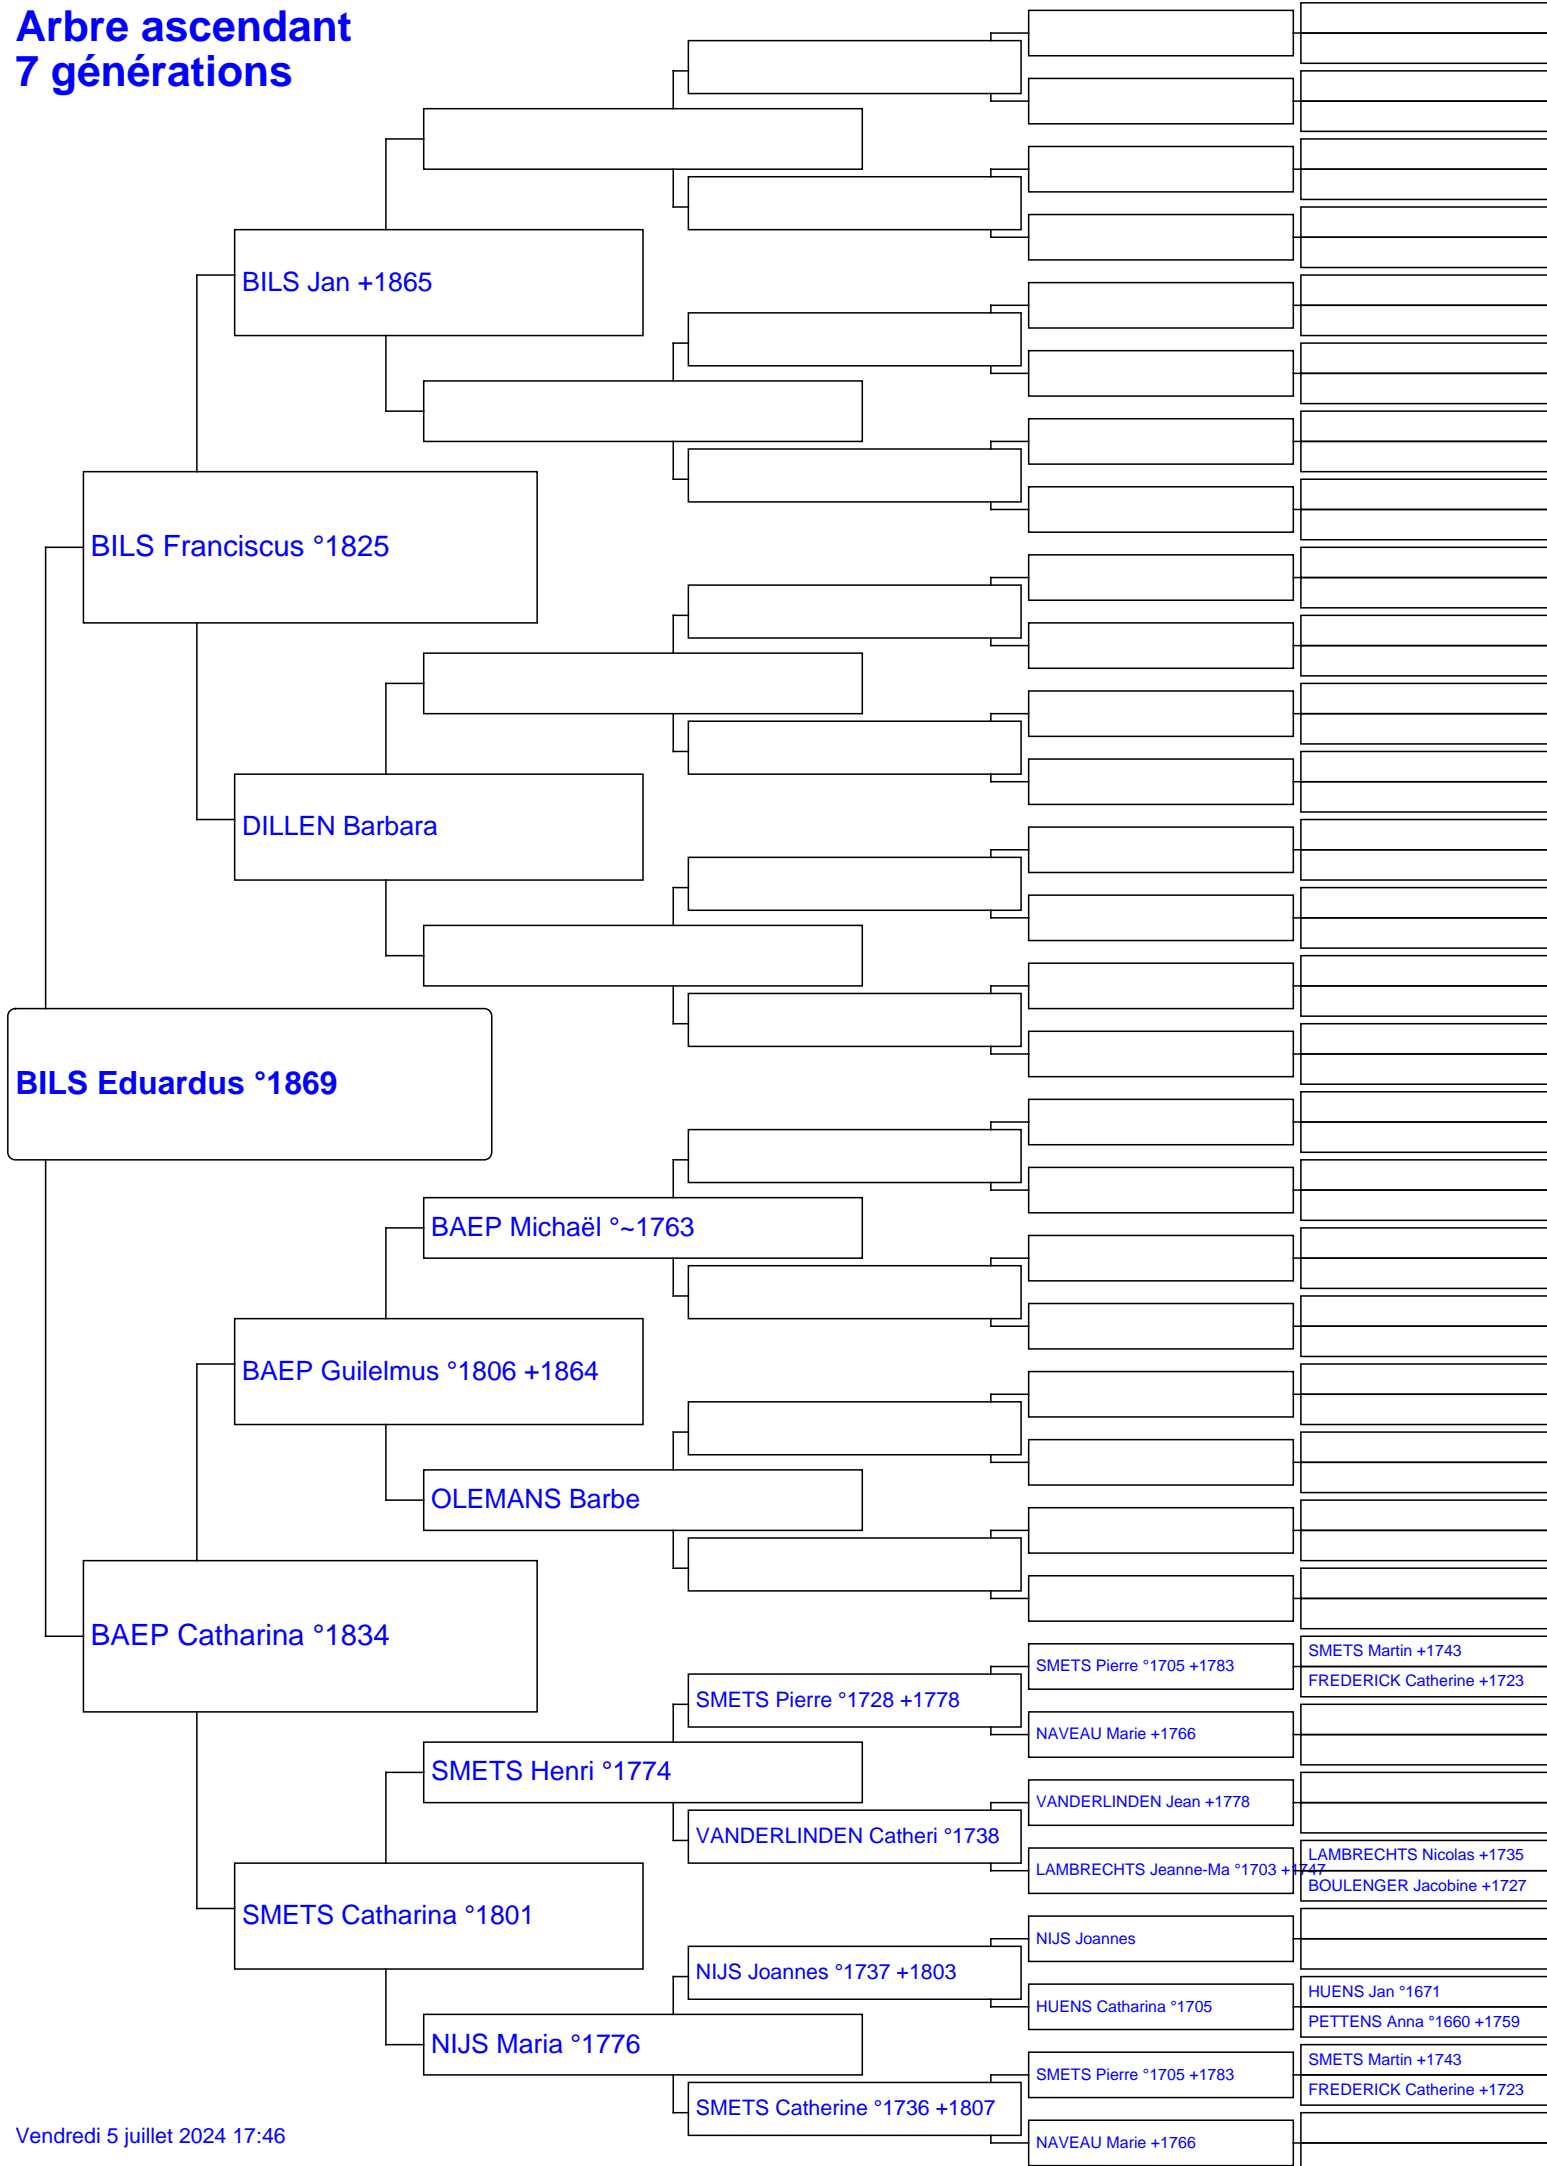 Arbre ascendant
7 générations
BILS Jan +1865
BILS Franciscus °1825
DILLEN Barbara
BILS Eduardus °1869
BAEP Michaël °~1763
BAEP Guilelmus °1806 +1864
OLEMANS Barbe
BAEP Catharina °1834
SMETS Martin +1743
SMETS Pierre °1705 +1783
FREDERICK Catherine +1723
SMETS Pierre °1728 +1778
NAVEAU Marie +1766
SMETS Henri °1774
VANDERLINDEN Jean +1778
VANDERLINDEN Catheri °1738
LAMBRECHTS Nicolas +1735
LAMBRECHTS Jeanne-Ma °1703 +1747
BOULENGER Jacobine +1727
SMETS Catharina °1801
NIJS Joannes
NIJS Joannes °1737 +1803
HUENS Jan °1671
HUENS Catharina °1705
PETTENS Anna °1660 +1759
NIJS Maria °1776
SMETS Martin +1743
SMETS Pierre °1705 +1783
FREDERICK Catherine +1723
SMETS Catherine °1736 +1807
NAVEAU Marie +1766
Vendredi 5 juillet 2024 17:46